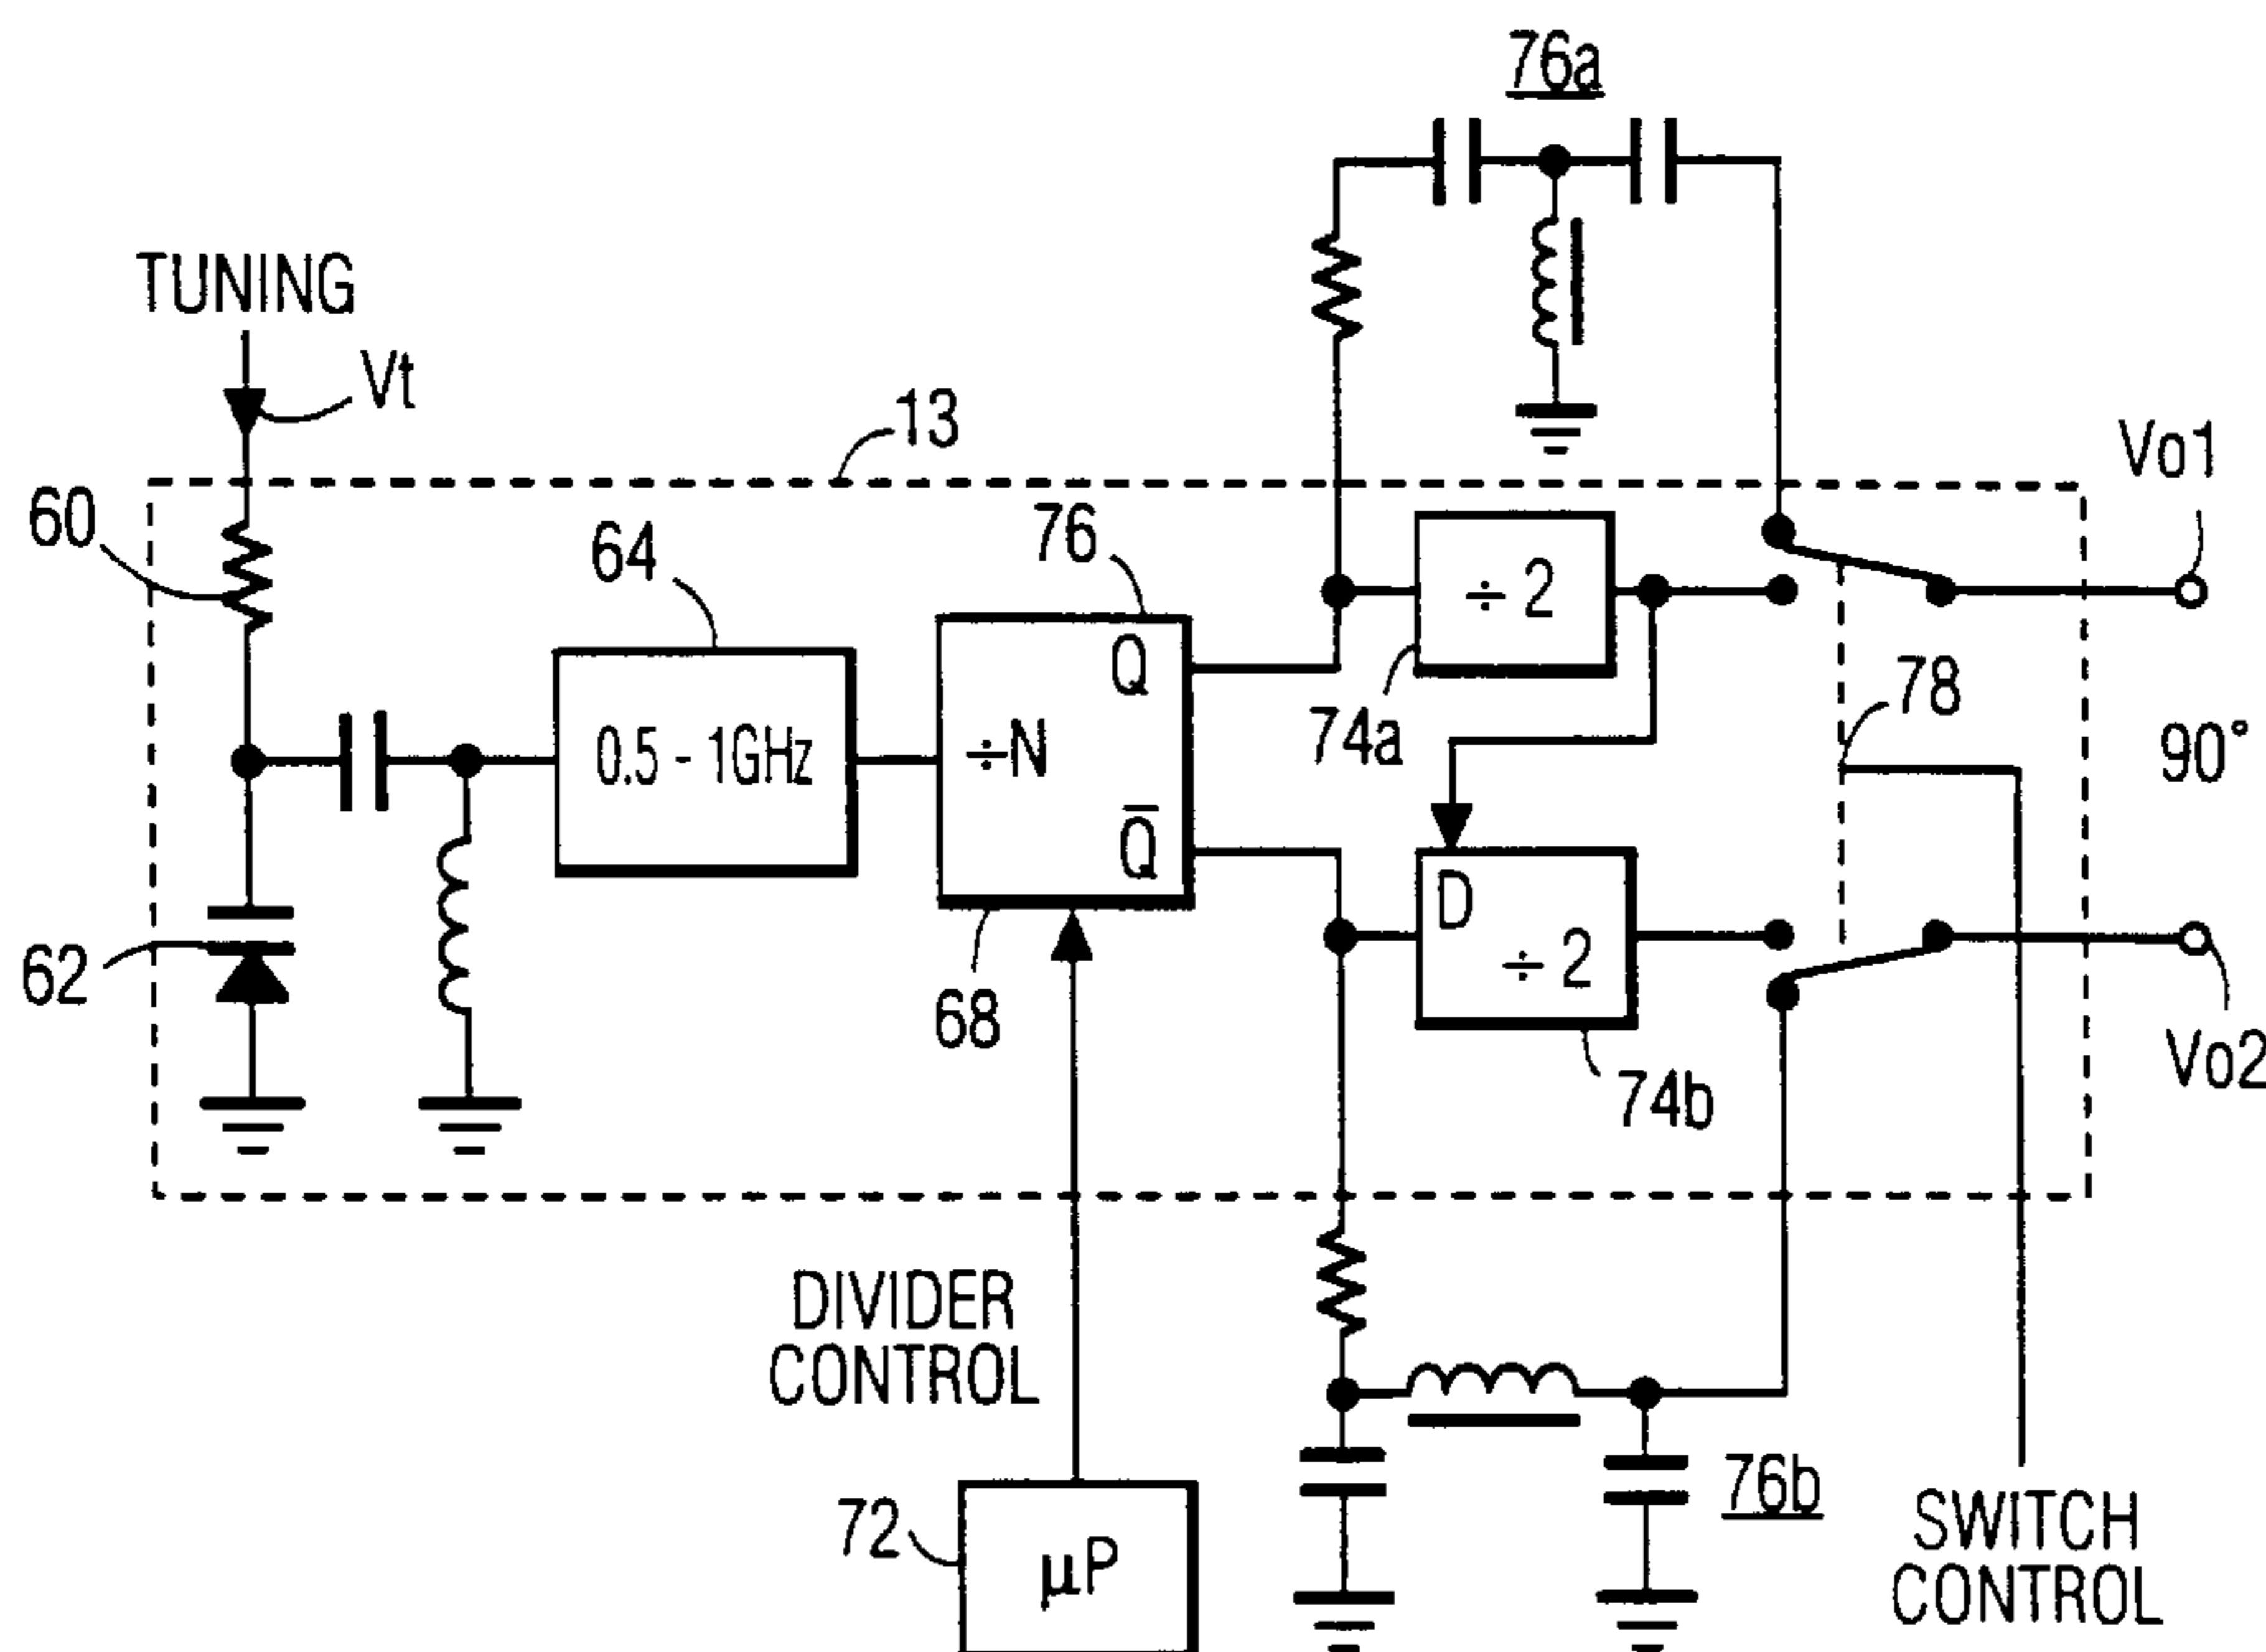 76a
TUNING
Vt
13
Vo1
60
64
76
Q
÷ 2
78
0.5 - 1GHz
÷N
74a
90°
Q̅
D
÷ 2
62
68
74b
Vo2
DIVIDER
CONTROL
72
µP
76b
SWITCH
CONTROL